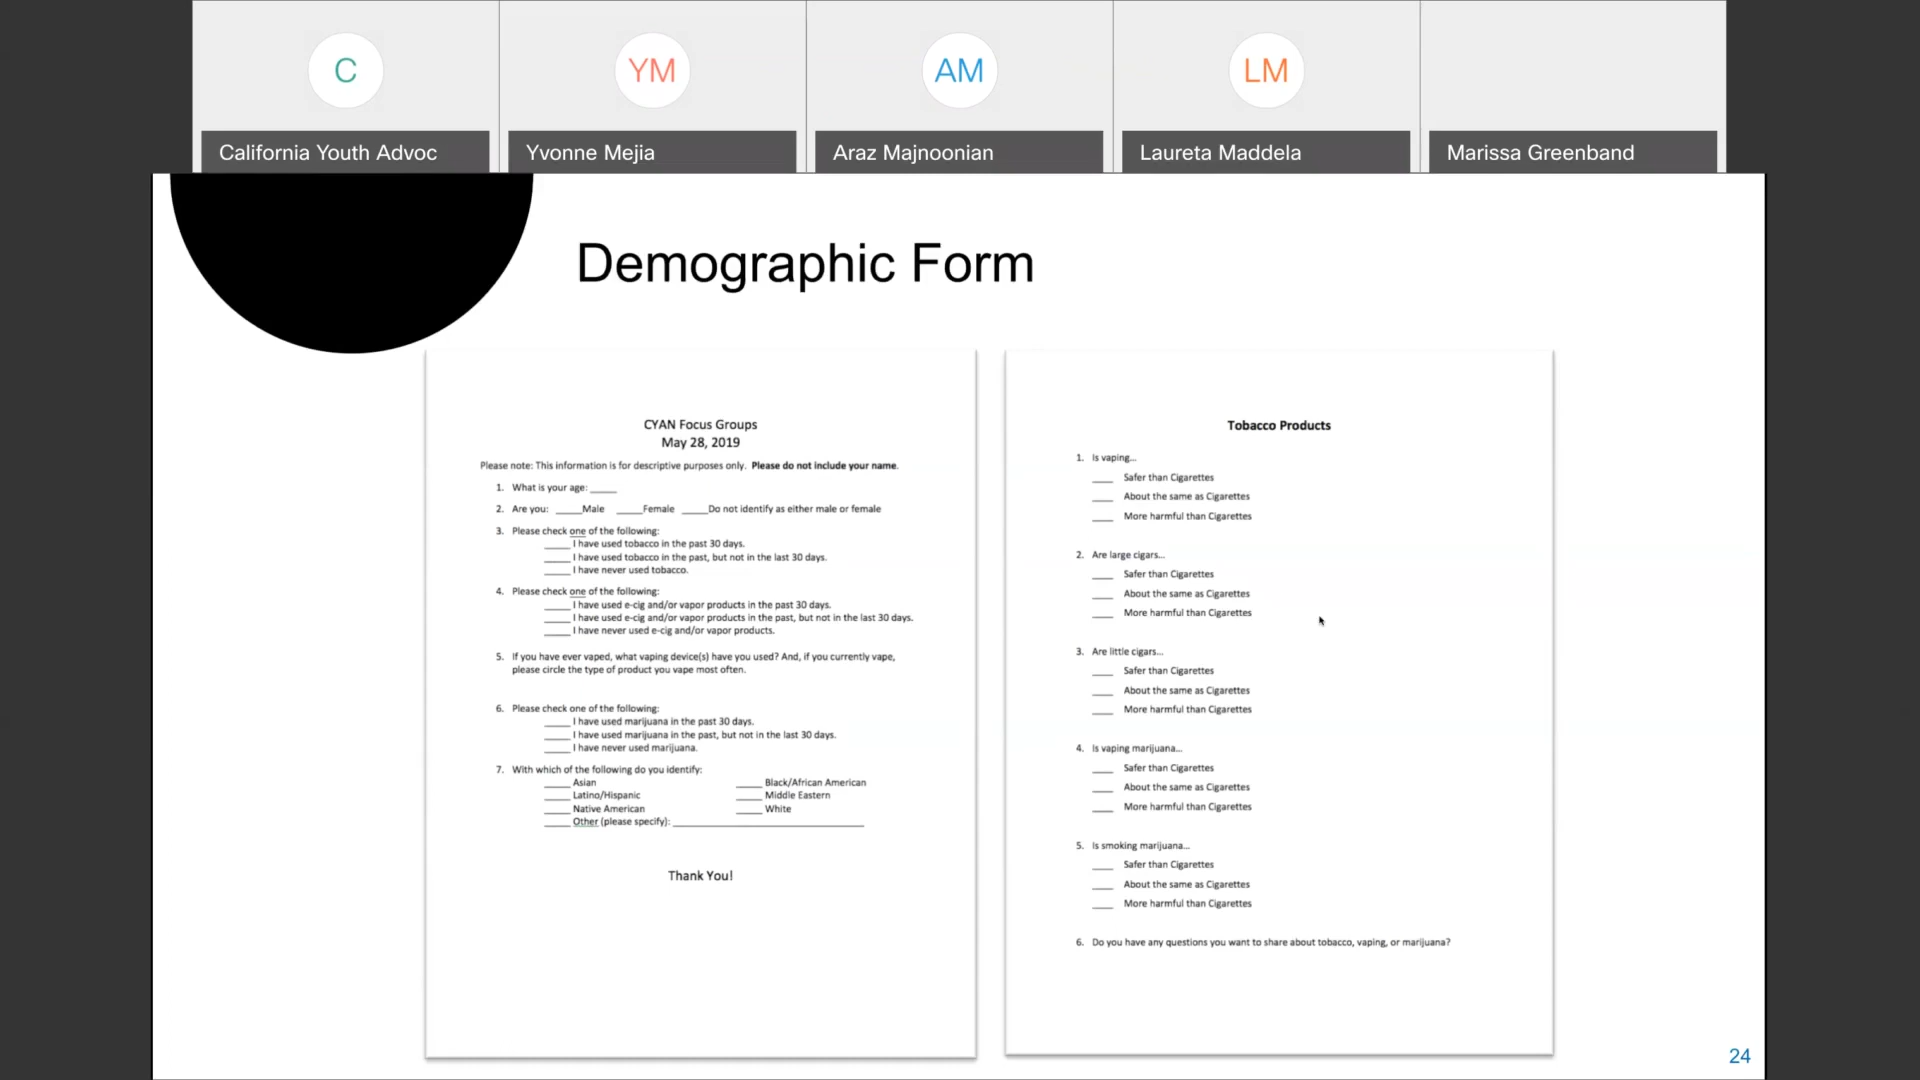 C
YM
AM
LM
California Youth Advoc
Yvonne Mejia
Araz Majnoonian
Laureta Maddela
Marissa Greenband
Demographic Form
CYAN Focus Groups
May 28, 2019
Please note: This information is for descriptive purposes only. Please do not include your name.
1. What is your age: _____
2. Are you: _____Male _____Female _____Do not identify as either male or female
3. Please check one of the following:
_____ I have used tobacco in the past 30 days.
_____ I have used tobacco in the past, but not in the last 30 days.
_____ I have never used tobacco.
4. Please check one of the following:
_____ I have used e-cig and/or vapor products in the past 30 days.
_____ I have used e-cig and/or vapor products in the past, but not in the last 30 days.
_____ I have never used e-cig and/or vapor products.
5. If you have ever vaped, what vaping device(s) have you used? And, if you currently vape,
please circle the type of product you vape most often.
6. Please check one of the following:
_____ I have used marijuana in the past 30 days.
_____ I have used marijuana in the past, but not in the last 30 days.
_____ I have never used marijuana.
7. With which of the following do you identify:
_____ Asian _____ Black/African American
_____ Latino/Hispanic _____ Middle Eastern
_____ Native American _____ White
_____ Other (please specify): _____________________
Thank You!
Tobacco Products
1. Is vaping...
____ Safer than Cigarettes
____ About the same as Cigarettes
____ More harmful than Cigarettes
2. Are large cigars...
____ Safer than Cigarettes
____ About the same as Cigarettes
____ More harmful than Cigarettes
3. Are little cigars...
____ Safer than Cigarettes
____ About the same as Cigarettes
____ More harmful than Cigarettes
4. Is vaping marijuana...
____ Safer than Cigarettes
____ About the same as Cigarettes
____ More harmful than Cigarettes
5. Is smoking marijuana...
____ Safer than Cigarettes
____ About the same as Cigarettes
____ More harmful than Cigarettes
6. Do you have any questions you want to share about tobacco, vaping, or marijuana?
24